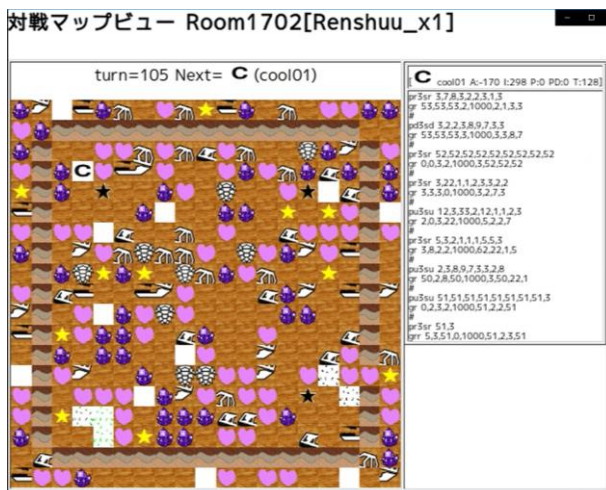 対戦マップビュー Room1702[Renshuu_x1]
turn=105 Next= C (cool01)
C
[C cool01 A:-170 I:298 P:0 PD:0 T:128]
pr3sr 3,7,8,3,2,2,3,1,3
gr 53,53,53,2,1000,2,1,3,3
#
pd3sd 3,2,2,3,8,9,7,3,3
gr 53,53,53,3,1000,3,3,8,7
#
pr3sr 52,52,52,52,52,52,52,52,52
gr 0,0,3,2,1000,3,52,52,52
#
pr3sr 3,22,1,1,2,3,3,2,2
gr 3,3,3,0,1000,3,2,7,3
#
pu3su 12,3,33,2,12,1,1,2,3
gr 2,0,3,22,1000,5,2,2,7
#
pr3sr 5,3,2,1,1,1,5,5,3
gr 3,8,2,2,1000,62,22,1,5
#
pu3su 2,3,8,9,7,3,3,2,8
gr 50,2,8,50,1000,3,50,22,1
#
pu3su 51,51,51,51,51,51,51,51,3
gr 0,2,3,2,1000,51,2,2,51
#
pr3sr 51,3
grr 5,3,51,0,1000,51,2,3,51